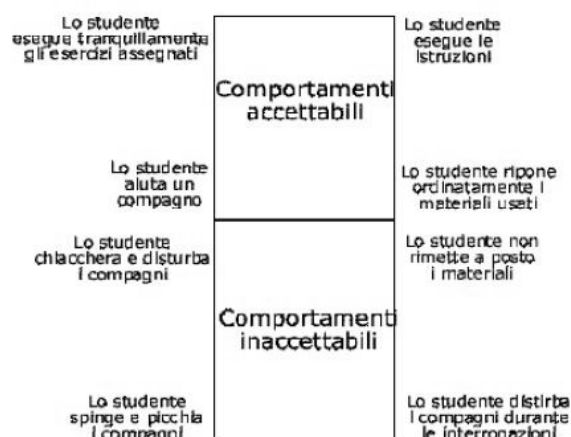 Lo studente
esegue tranquillamente
gli esercizi assegnati
Lo studente
esegue le
istruzioni
Comportamenti
accettabili
Lo studente
aiuta un
compagno
Lo studente ripone
ordinatamente i
materiali usati
Lo studente
chiacchera e disturba
i compagni
Lo studente non
rimette a posto
i materiali
Comportamenti
inaccettabili
Lo studente
spinge e picchia
i compagni
Lo studente distirba
i compagni durante
le interrogazioni